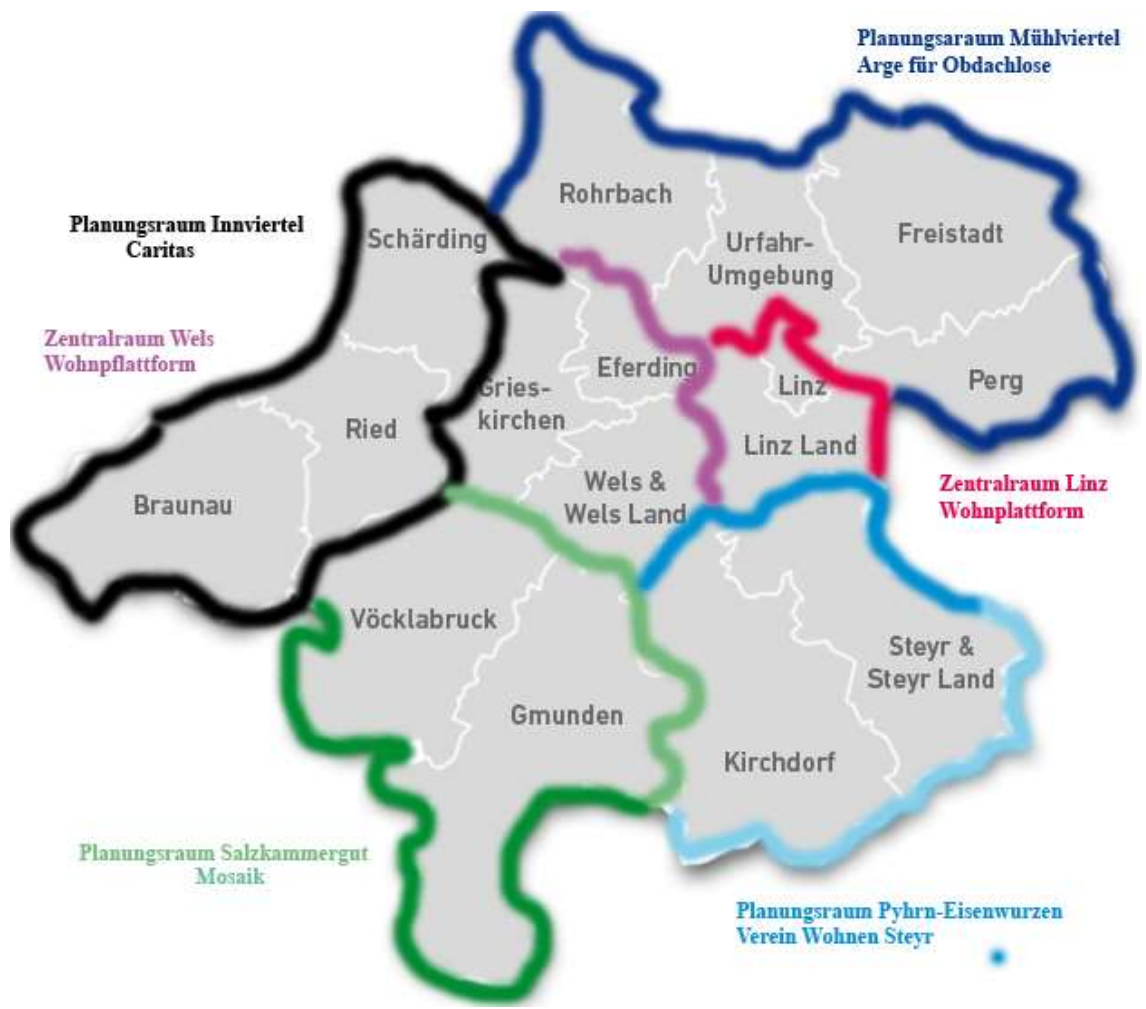 Planungsaraum Mühlviertel
Arge für Obdachlose
Rohrbach
Planungsraum Innviertel
Caritas
Schärding
Urfahr-
Umgebung
Freistadt
Zentralraum Wels
Wohnpflattform
Eferding
Linz
Perg
Gries-
kirchen
Ried
Linz Land
Braunau
Wels &
Wels Land
Zentralraum Linz
Wohnplattform
Vöcklabruck
Steyr &
Steyr Land
Gmunden
Kirchdorf
Planungsraum Salzkammergut
Mosaik
Planungsraum Pyhrn-Eisenwurzen
Verein Wohnen Steyr